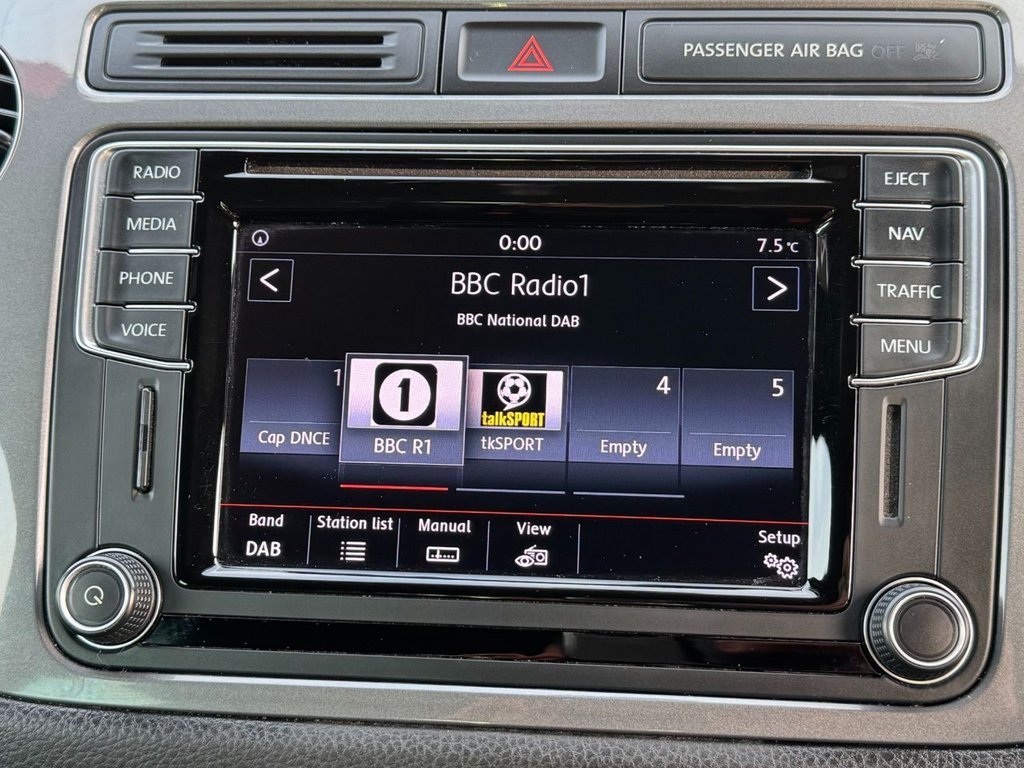 PASSENGER AIR BAG OFF
RADIO
MEDIA
PHONE
VOICE
EJECT
NAV
TRAFFIC
MENU
0:00
7.5°C
< BBC Radio1 >
BBC National DAB
1
Cap DNCE
1
BBC R1
talkSPORT
tkSPORT
4
Empty
5
Empty
Band
DAB
Station list
Manual
View
Setup